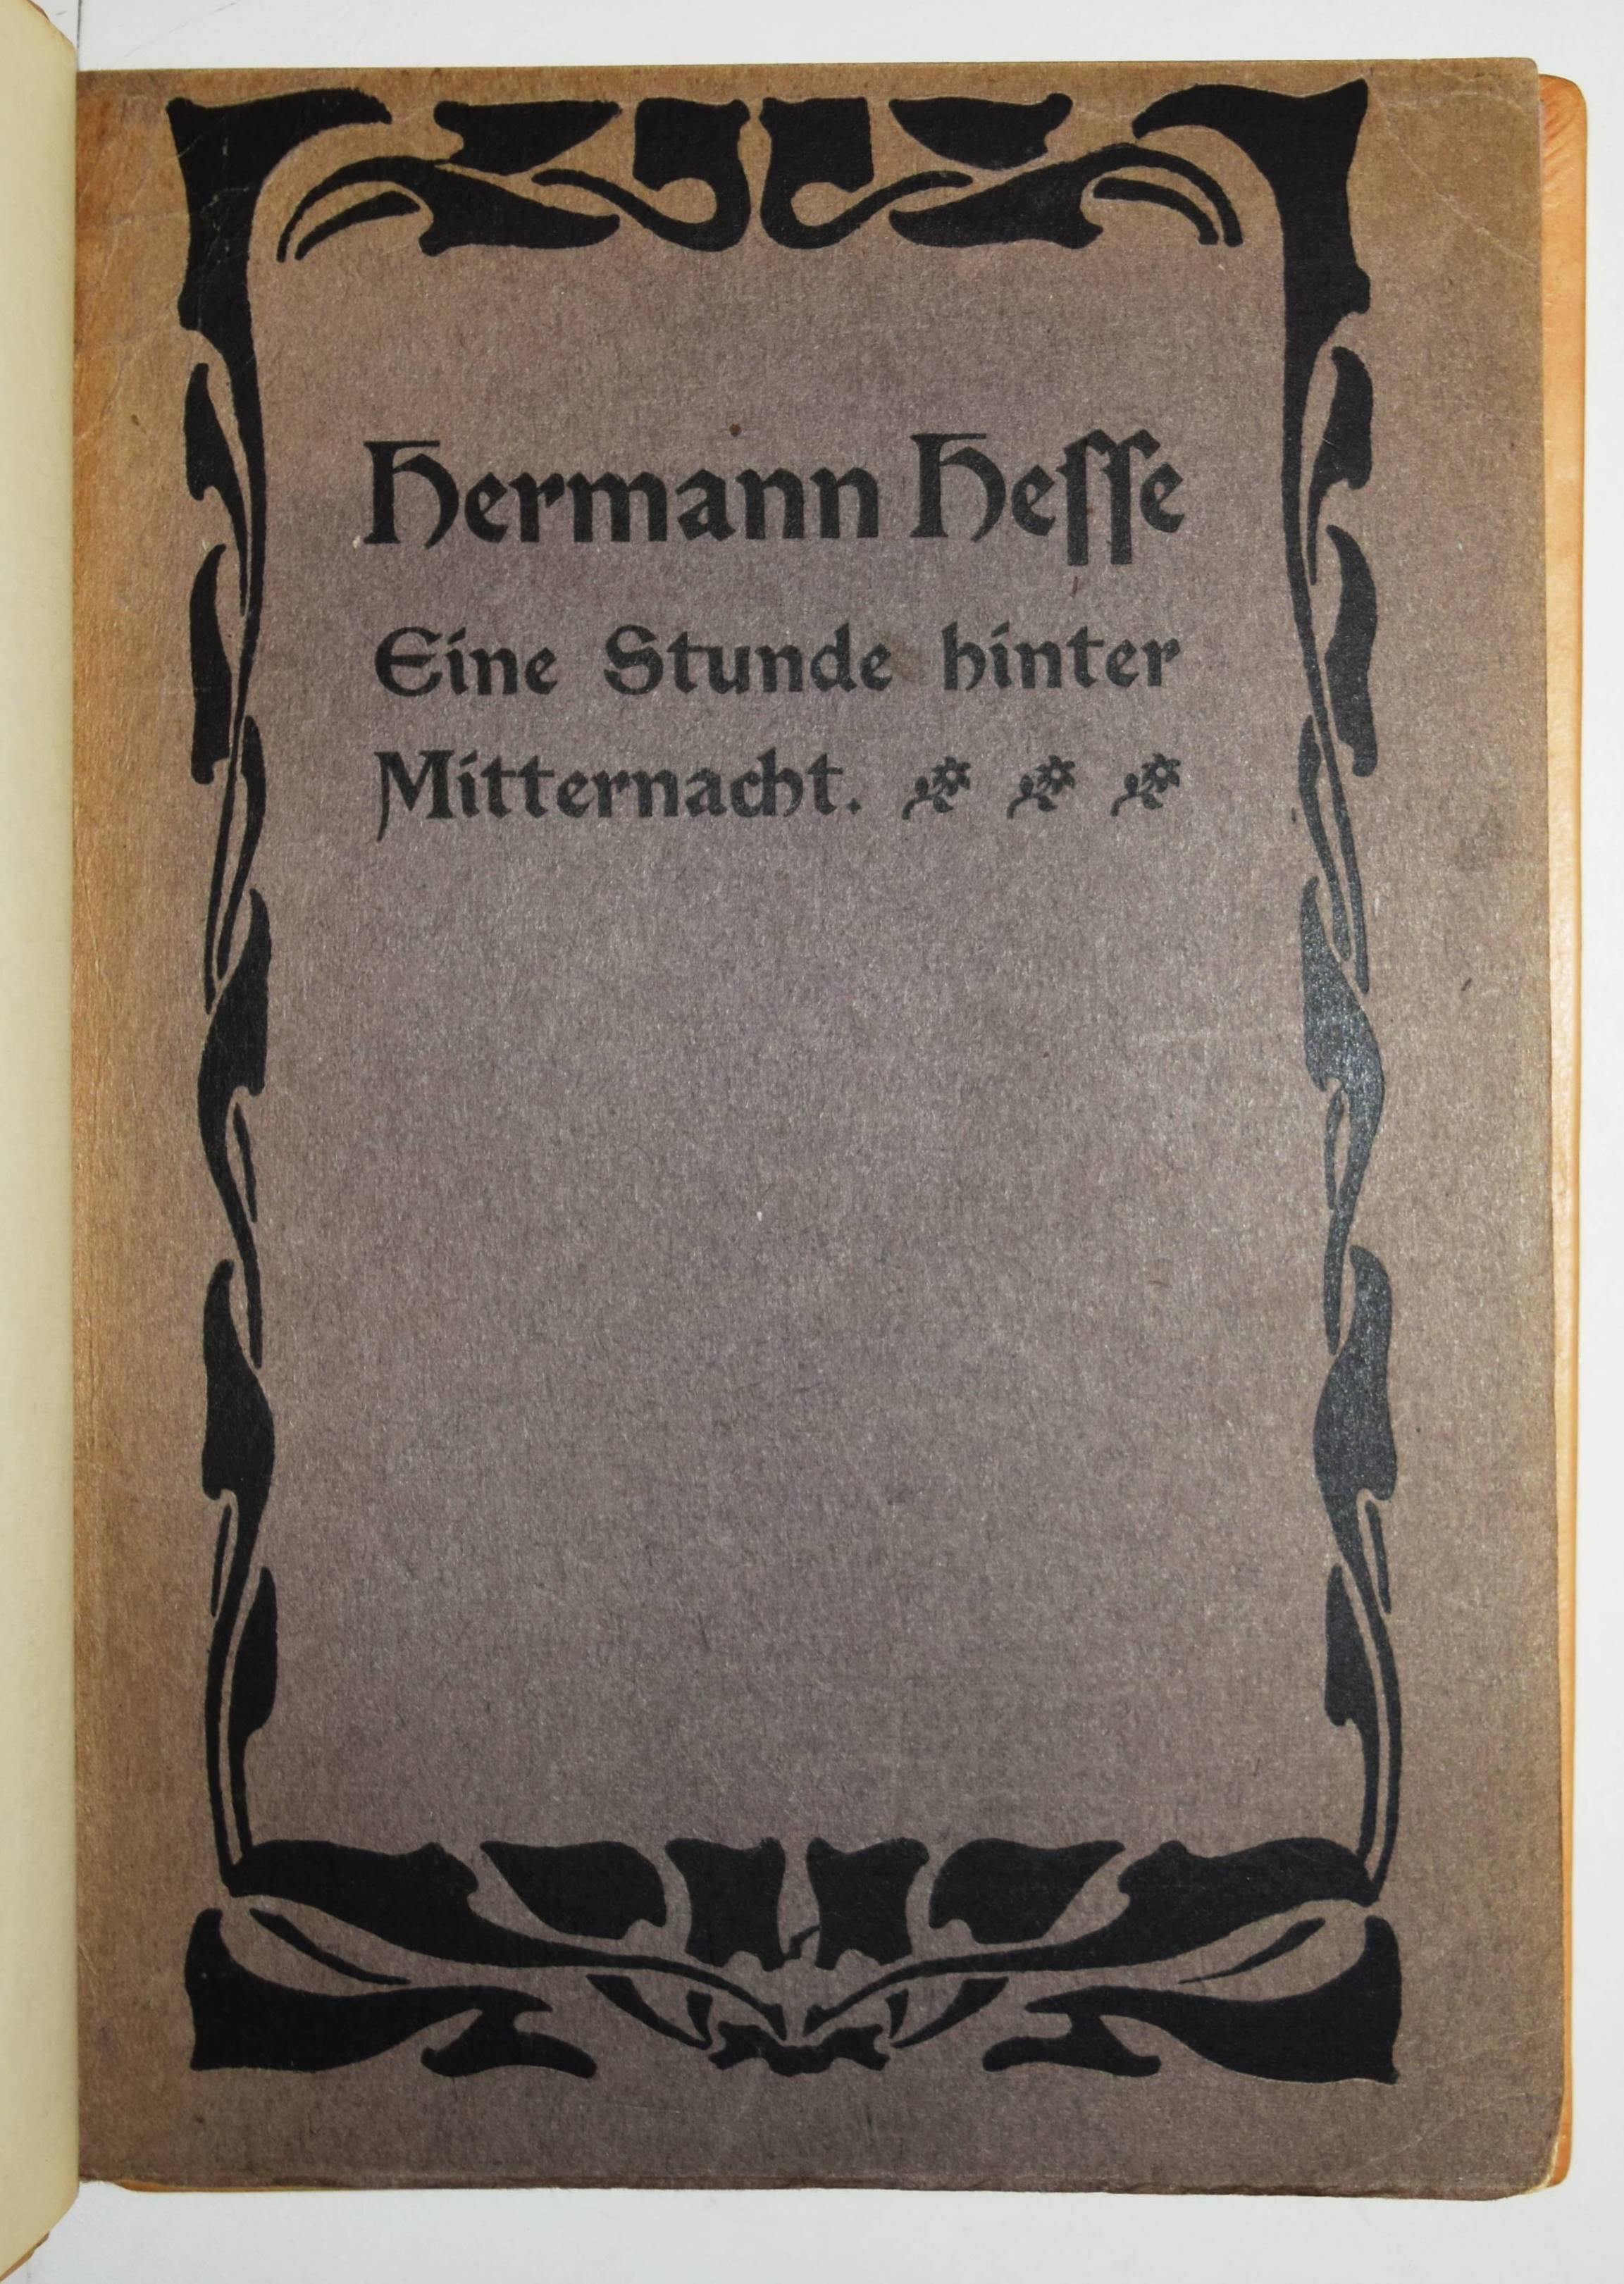 Hermann Heſſe
Eine Stunde hinter
Mitternacht.